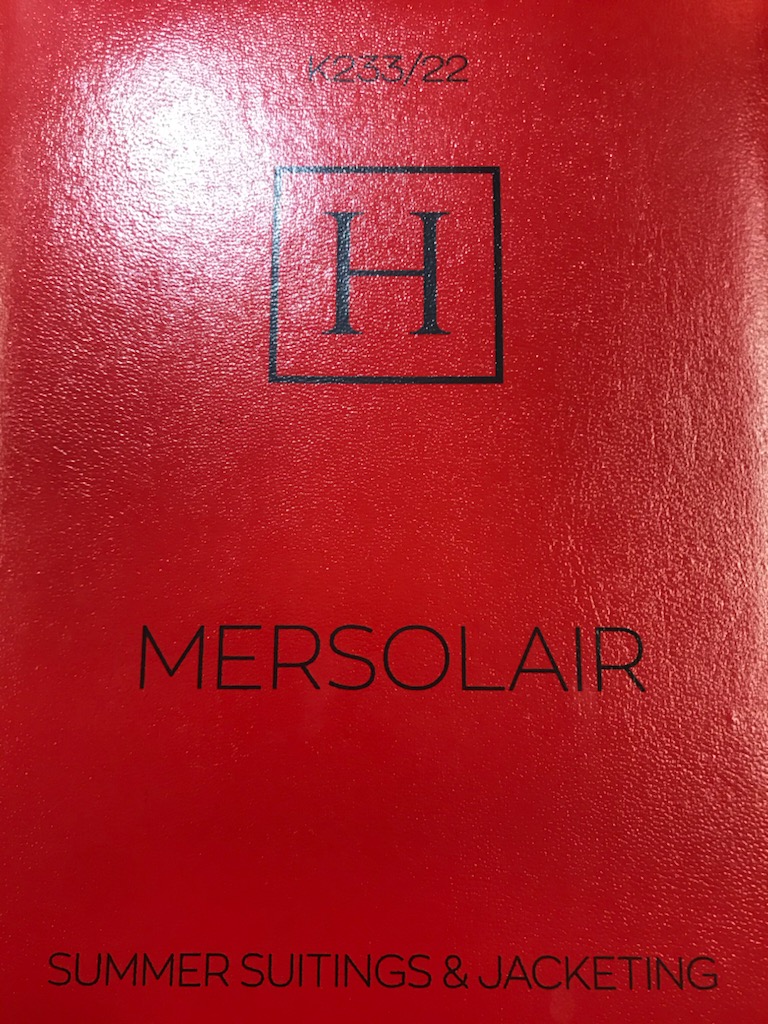 K233/22
H
MERSOLAIR
SUMMER SUITINGS & JACKETING